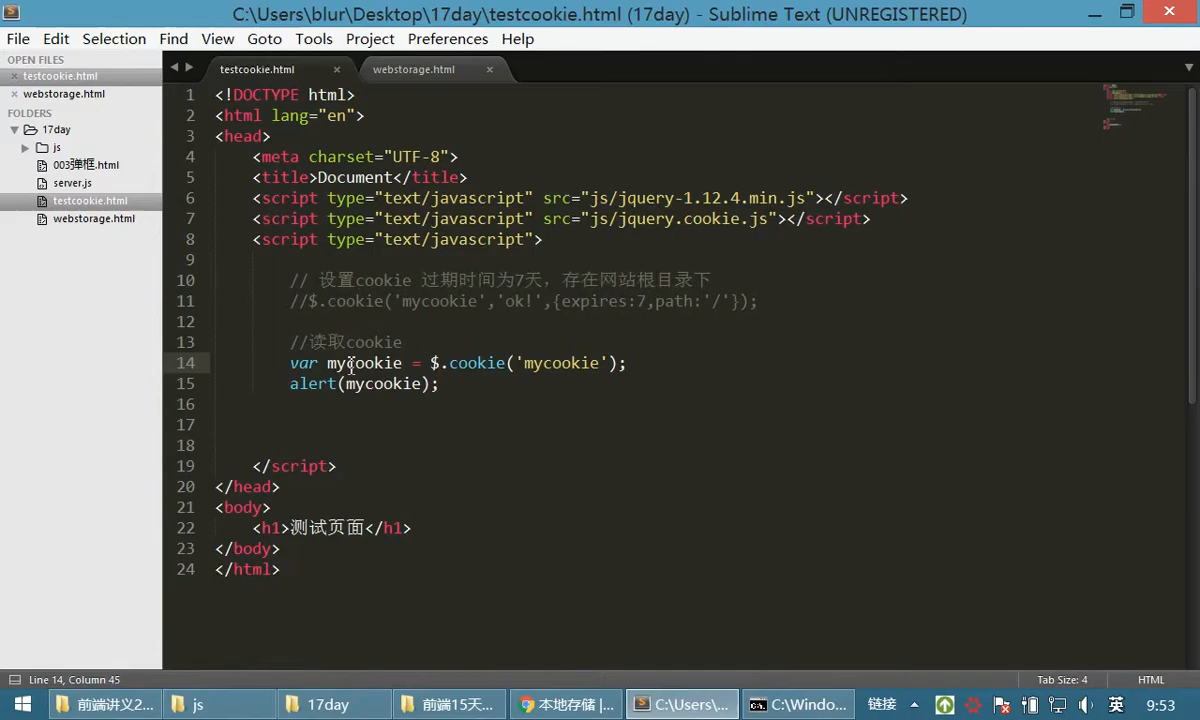 C:\Users\blur\Desktop\17day\testcookie.html (17day) - Sublime Text (UNREGISTERED)
File Edit Selection Find View Goto Tools Project Preferences Help
OPEN FILES
testcookie.html
webstorage.html
FOLDERS
17day
js
003弹框.html
server.js
testcookie.html
webstorage.html
testcookie.html webstorage.html
1 <!DOCTYPE html>
2 <html lang="en">
3 <head>
4 <meta charset="UTF-8">
5 <title>Document</title>
6 <script type="text/javascript" src="js/jquery-1.12.4.min.js"></script>
7 <script type="text/javascript" src="js/jquery.cookie.js"></script>
8 <script type="text/javascript">
9
10 // 设置cookie 过期时间为7天，存在网站根目录下
11 //$.cookie('mycookie','ok!',{expires:7,path:'/'});
12
13 //读取cookie
14 var mycookie = $.cookie('mycookie');
15 alert(mycookie);
16
17
18
19 </script>
20 </head>
21 <body>
22 <h1>测试页面</h1>
23 </body>
24 </html>
Line 14, Column 45 Tab Size: 4 HTML
前端讲义2... js 17day 前端15天... 本地存储 |... C:\Users\... C:\Windo... 链接 英 9:53